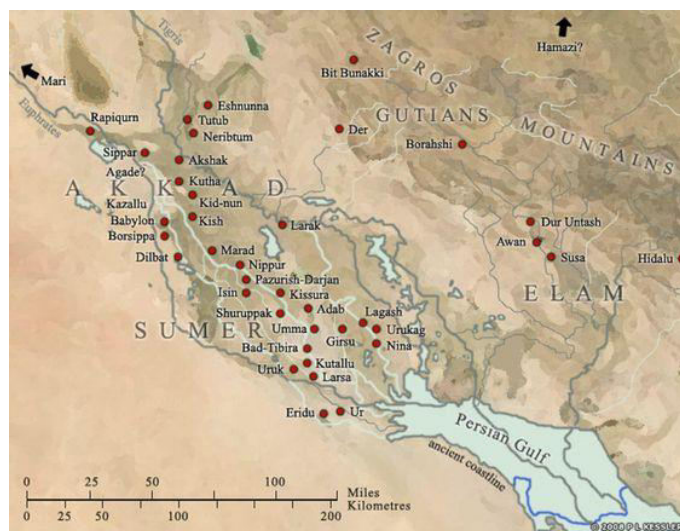 Tigris
ZAGROS
Hamazi?
Bit Bunakki
Mari
Euphrates
Eshnunna
MOUNTAINS
Rapiqurn
Tutub
GUTIANS
Neribtum
Der
Borahshi
Sippar
Akshak
Agade?
Kutha
AKKAD
Kid-nun
Kazallu
Babylon
Kish
Larak
Dur Untash
Borsippa
Awan
Marad
Dilbat
Nippur
Susa
Hidalu
Pazurish-Darjan
ELAM
Isin
Kissura
Adab
Lagash
Shuruppak
SUMER
Umma
Girsu
Urukag
Bad-Tibira
Nina
Kutallu
Uruk
Larsa
Eridu
Ur
Persian Gulf
ancient coastline
0 25 50 100
Miles
Kilometres
0 25 50 100 200
© 2008 P L KESSLER